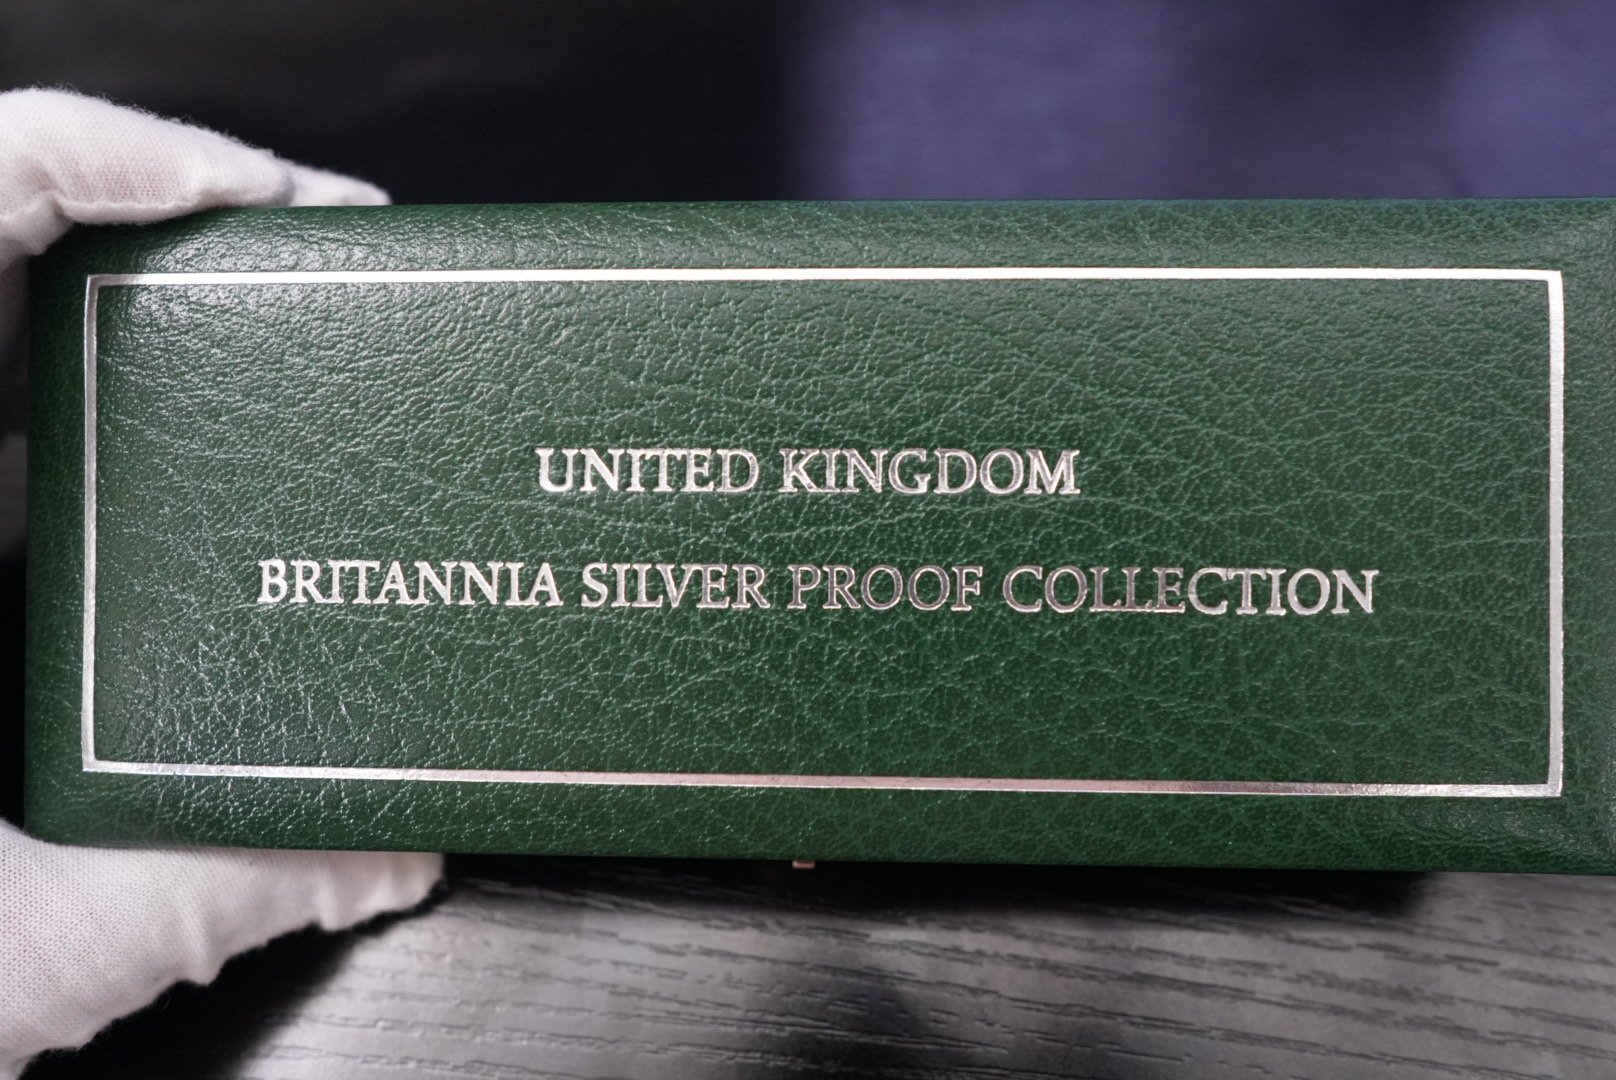 UNITED KINGDOM
BRITANNIA SILVER PROOF COLLECTION